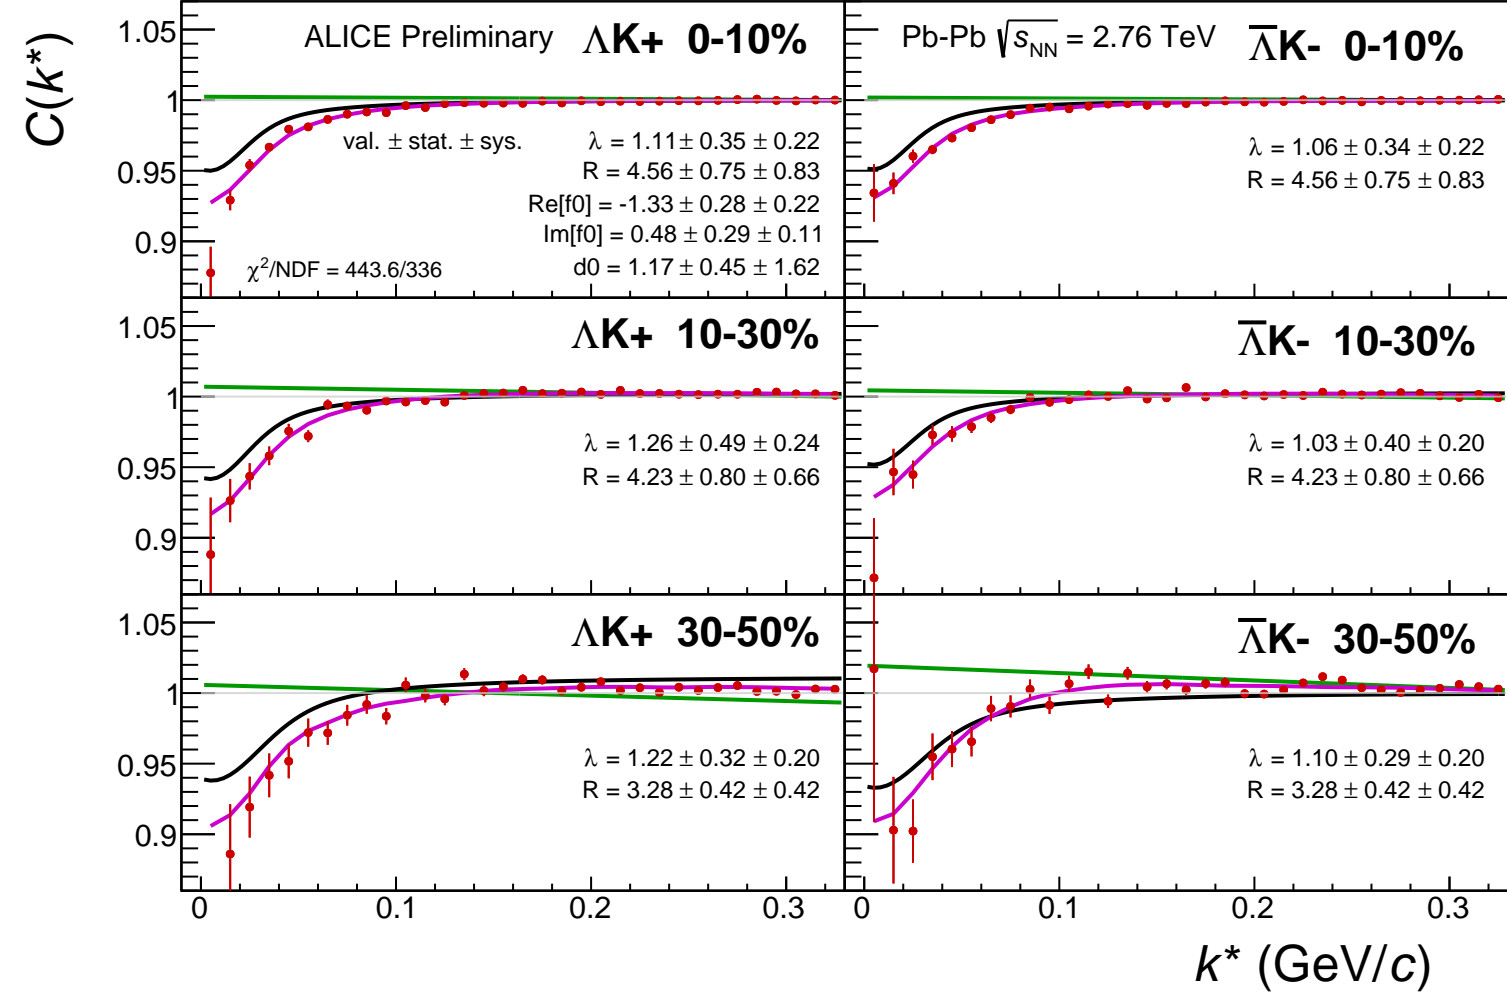 C(k*)
ALICE Preliminary ΛK+ 0-10%
val. ± stat. ± sys.
λ = 1.11± 0.35 ± 0.22
R = 4.56 ± 0.75 ± 0.83
Re[f0] = -1.33 ± 0.28 ± 0.22
Im[f0] = 0.48 ± 0.29 ± 0.11
d0 = 1.17 ± 0.45 ± 1.62
χ²/NDF = 443.6/336
1.05
1
0.95
0.9
Pb-Pb √sNN = 2.76 TeV Λ̅K- 0-10%
λ = 1.06 ± 0.34 ± 0.22
R = 4.56 ± 0.75 ± 0.83
ΛK+ 10-30%
λ = 1.26 ± 0.49 ± 0.24
R = 4.23 ± 0.80 ± 0.66
1.05
1
0.95
0.9
Λ̅K- 10-30%
λ = 1.03 ± 0.40 ± 0.20
R = 4.23 ± 0.80 ± 0.66
ΛK+ 30-50%
λ = 1.22 ± 0.32 ± 0.20
R = 3.28 ± 0.42 ± 0.42
1.05
1
0.95
0.9
Λ̅K- 30-50%
λ = 1.10 ± 0.29 ± 0.20
R = 3.28 ± 0.42 ± 0.42
0 0.1 0.2 0.3
0 0.1 0.2 0.3
k* (GeV/c)